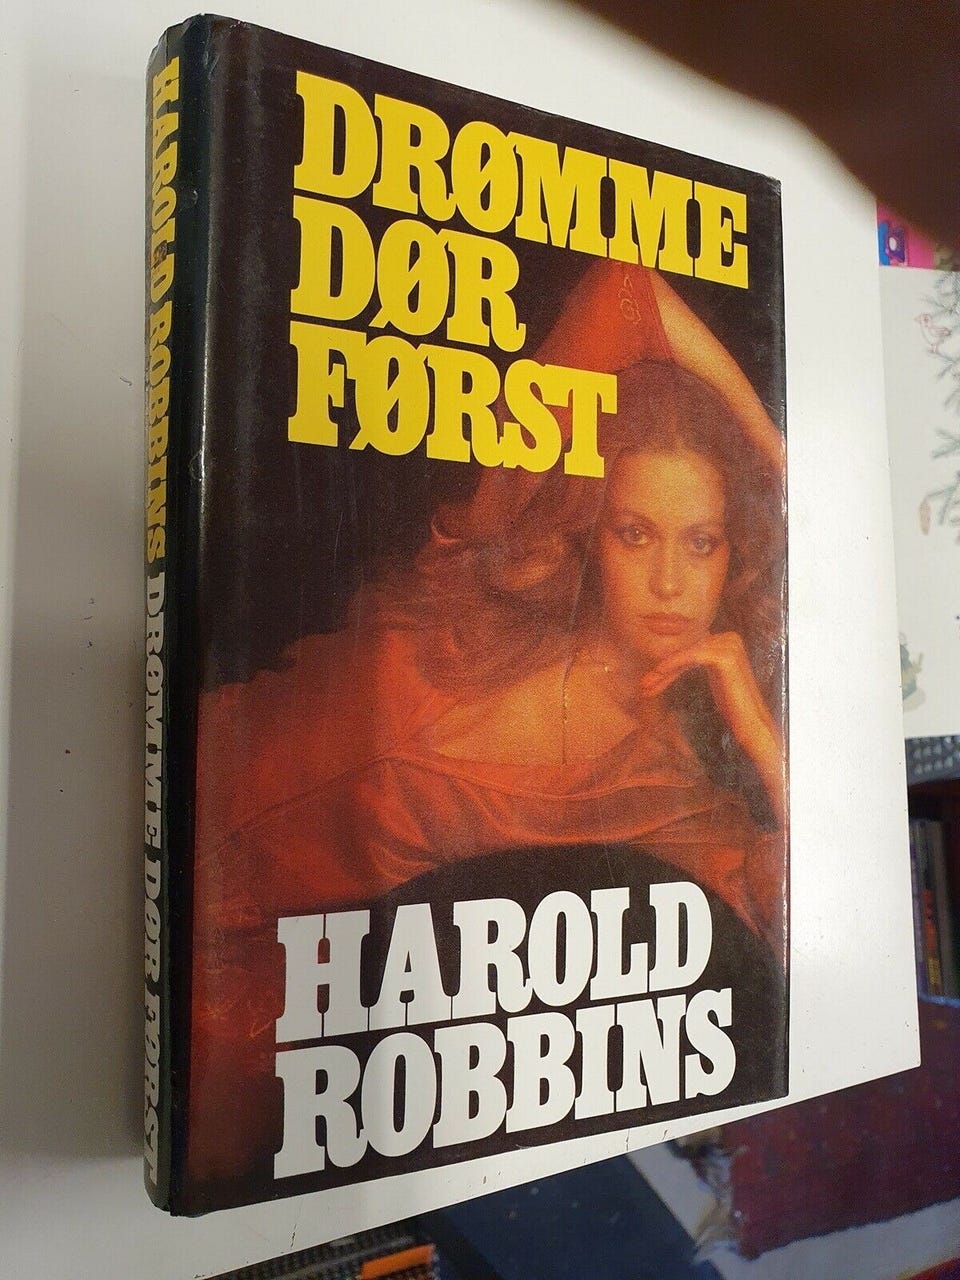 DRØMME
DØR
FØRST
HAROLD
ROBBINS
HAROLD ROBBINS DRØMME DØR FØRST